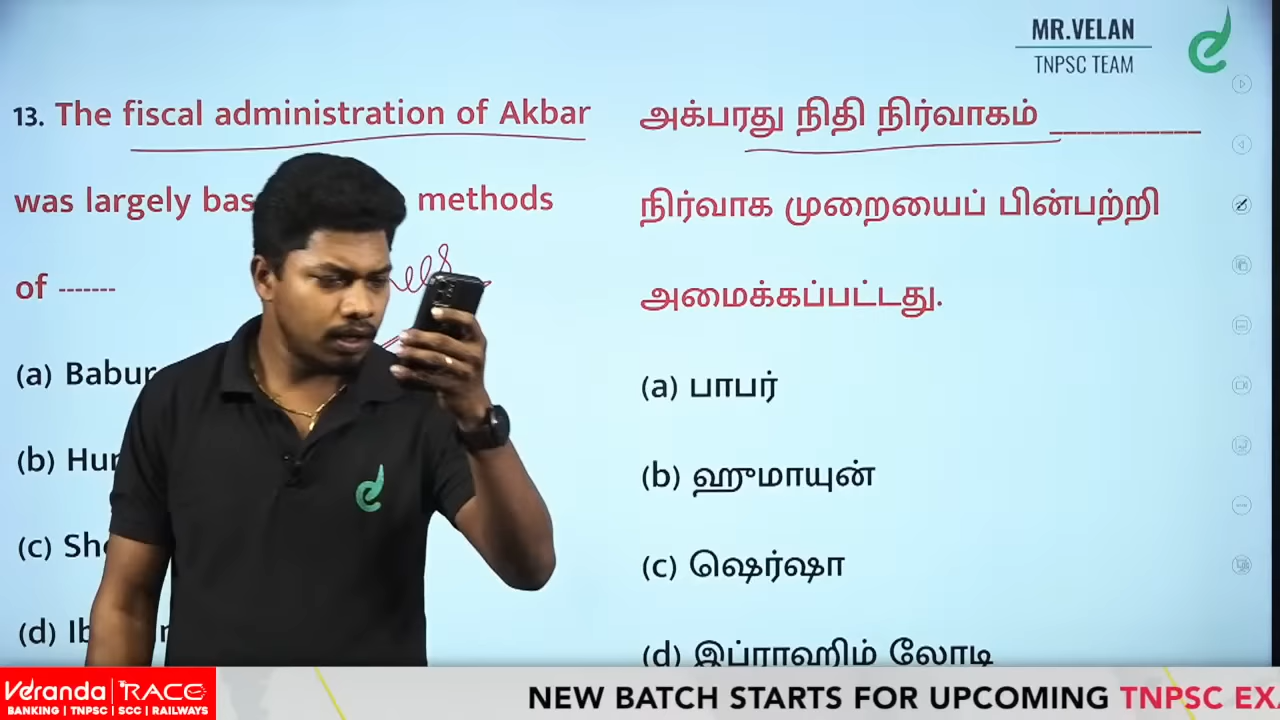 MR.VELAN
TNPSC TEAM
13. The fiscal administration of Akbar
was largely bas methods
of -------
(a) Babur
(b) Hu
(c) Sh
(d) Ib
அக்பரது நிதி நிர்வாகம் ___________
நிர்வாக முறையைப் பின்பற்றி
அமைக்கப்பட்டது.
(a) பாபர்
(b) ஹுமாயுன்
(c) ஷெர்ஷா
(d) இப்ராஹிம் லோடி
Veranda RACE
BANKING | TNPSC | SCC | RAILWAYS
NEW BATCH STARTS FOR UPCOMING TNPSC EX